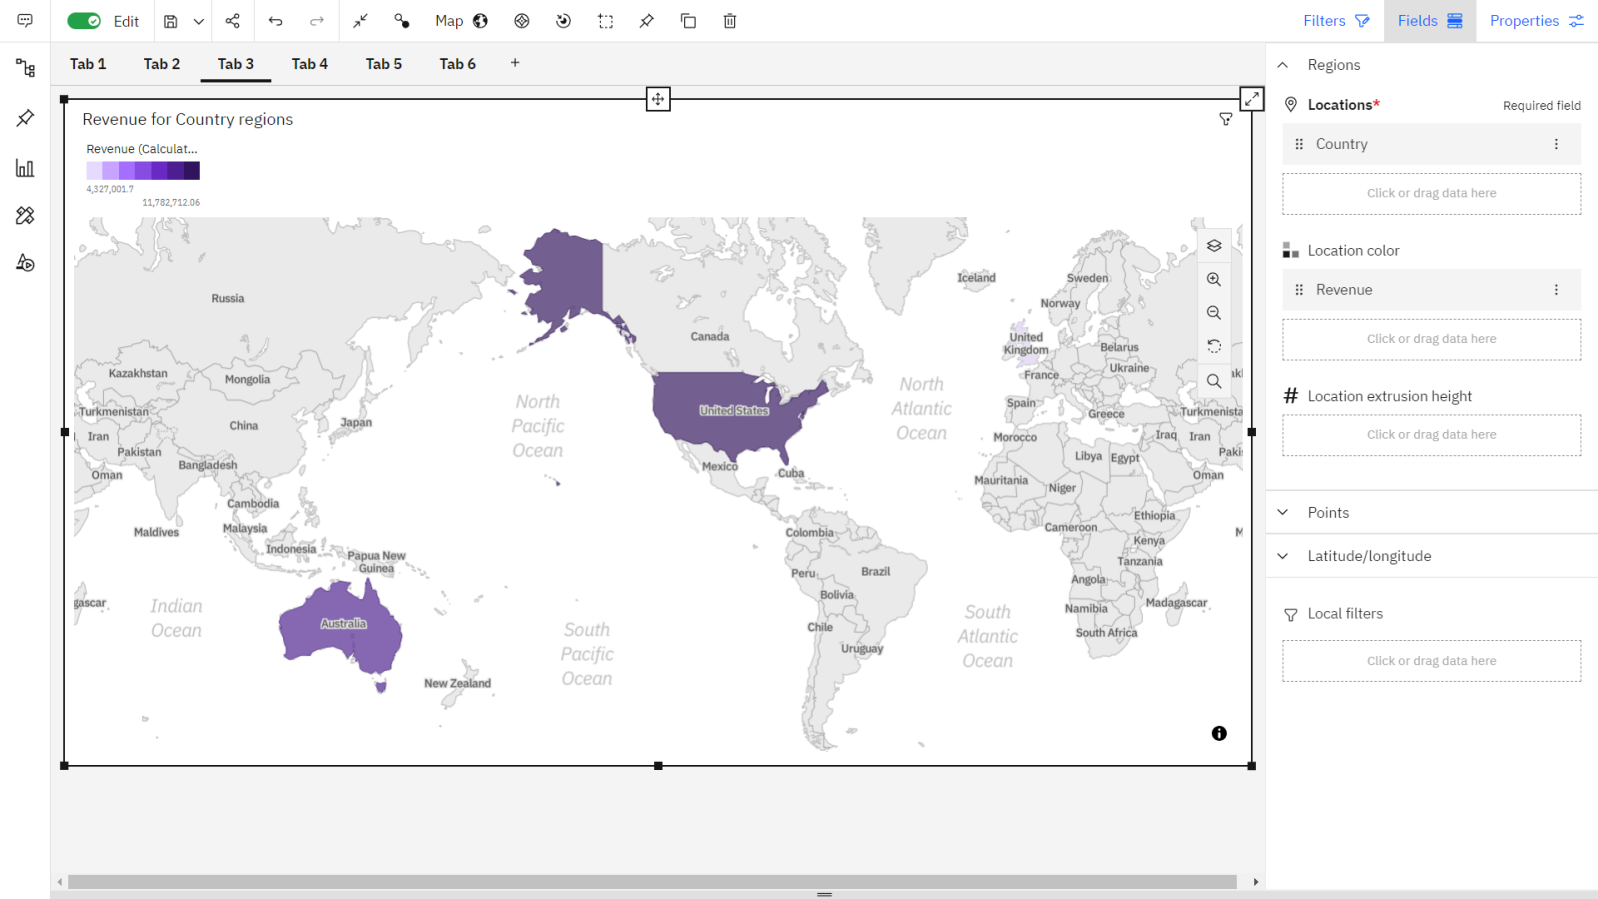 Edit
Map
Filters
Fields
Properties
Tab 1
Tab 2
Tab 3
Tab 4
Tab 5
Tab 6
+
Revenue for Country regions
Revenue (Calculat...
4,327,001.7
11,782,712.06
Russia
Canada
Iceland
Sweden
Norway
United
Kingdom
Belarus
Ukraine
France
Kazakhstan
Mongolia
Turkmenistan
China
Japan
Iran
Pakistan
Bangladesh
Oman
Cambodia
Maldives
Malaysia
Indonesia
Papua New
Guinea
North
Pacific
Ocean
United States
North
Atlantic
Ocean
Spain
Greece
Turkmenista
Morocco
Iraq
Iran
Pakis
Libya
Egypt
Mexico
Cuba
Mauritania
Niger
Oman
Colombia
Cameroon
Ethiopia
Kenya
Tanzania
Peru
Brazil
Bolivia
Angola
gascar
Indian
Ocean
Australia
South
Pacific
Ocean
Chile
South
Atlantic
Ocean
Namibia
Madagascar
South Africa
Uruguay
New Zealand
Regions
Locations*
Required field
Country
Click or drag data here
Location color
Revenue
Click or drag data here
# Location extrusion height
Click or drag data here
Points
Latitude/longitude
Local filters
Click or drag data here